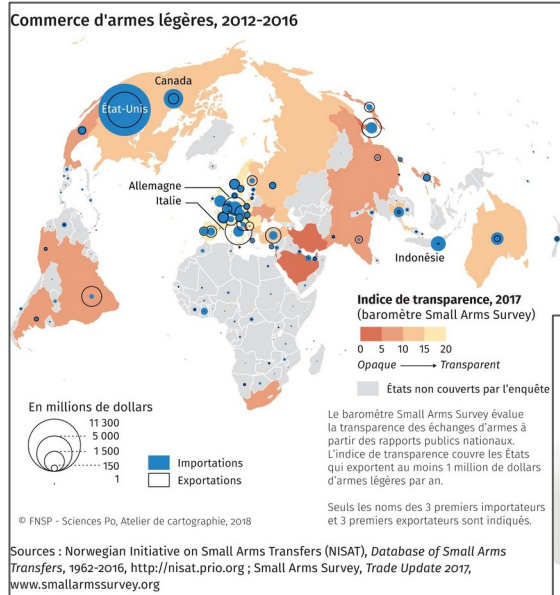 Commerce d'armes légères, 2012-2016
Canada
État-Unis
Allemagne
Italie
Indonésie
Indice de transparence, 2017
(baromètre Small Arms Survey)
0 5 10 15 20
Opaque Transparent
États non couverts par l'enquête
En millions de dollars
11 300
5 000
1 500
150
1
Importations
Exportations
Le baromètre Small Arms Survey évalue
la transparence des échanges d'armes à
partir des rapports publics nationaux.
L'indice de transparence couvre les États
qui exportent au moins 1 million de dollars
d'armes légères par an.
Seuls les noms des 3 premiers importateurs
et 3 premiers exportateurs sont indiqués.
© FNSP - Sciences Po, Atelier de cartographie, 2018
Sources : Norwegian Initiative on Small Arms Transfers (NISAT), Database of Small Arms
Transfers, 1962-2016, http://nisat.prio.org ; Small Arms Survey, Trade Update 2017,
www.smallarmssurvey.org